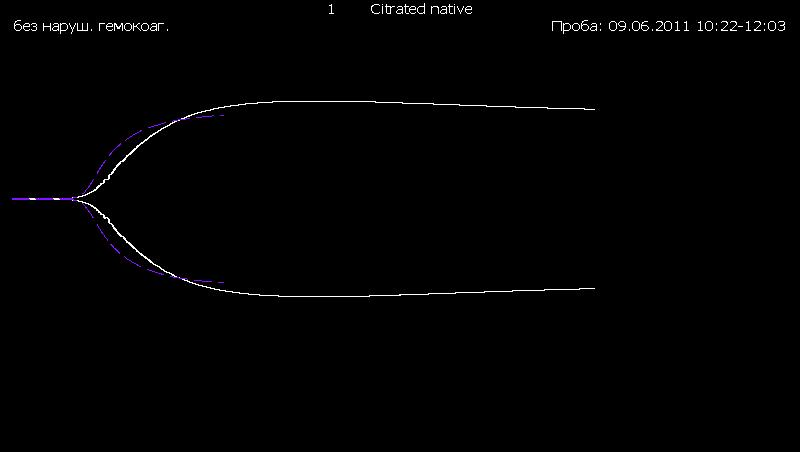 1 Citrated native
без наруш. гемокоаг.
Проба: 09.06.2011 10:22-12:03